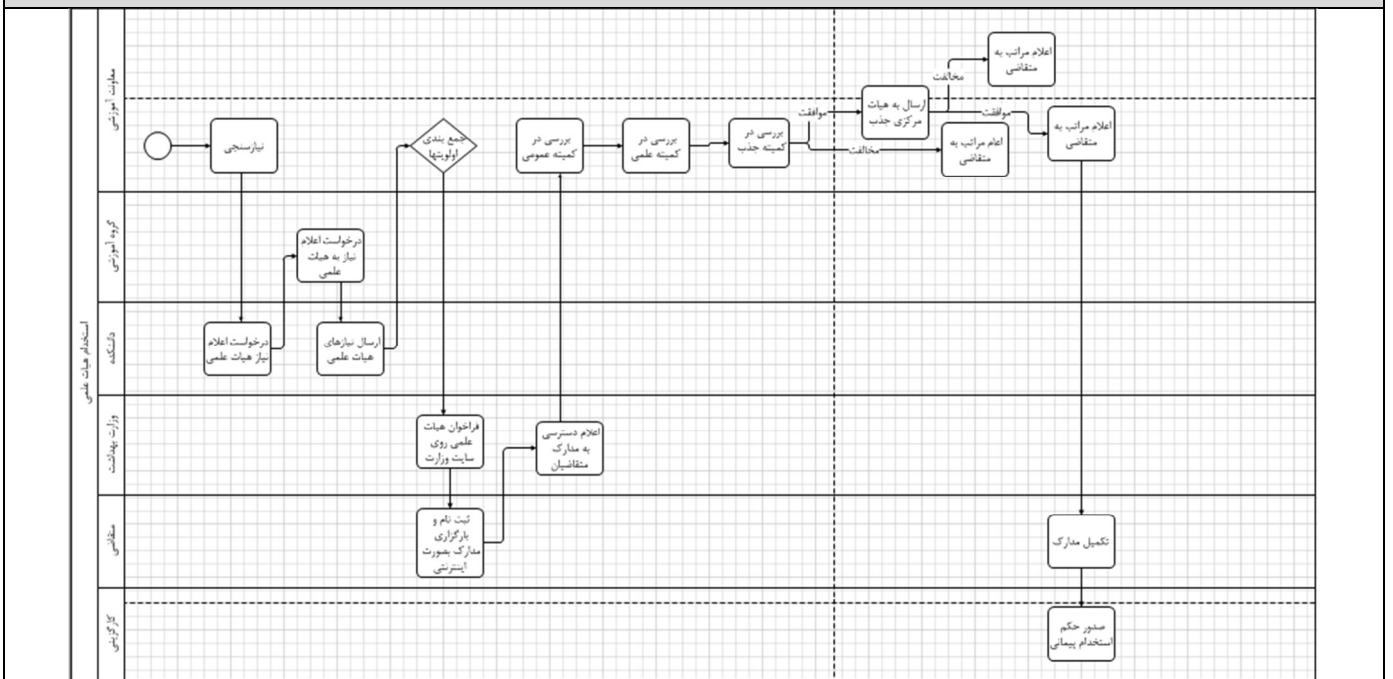 استخدام هیات علمی
معاونت آموزشی
گروه آموزشی
دانشکده
وزارت بهداشت
متقاضی
کارگزینی
نیازسنجی
درخواست اعلام
نیاز هیات علمی
درخواست اعلام
نیاز به هیات
علمی
ارسال نیازهای
هیات علمی
جمع بندی
اولویتها
فراخوان هیات
علمی روی
سایت وزارت
ثبت نام و
بارگزاری
مدارک بصورت
اینترنتی
اعلام دسترسی
به مدارک
متقاضیان
بررسی در
کمیته عمومی
بررسی در
کمیته علمی
بررسی در
کمیته جذب
موافقت
مخالفت
ارسال به هیات
مرکزی جذب
اعام مراتب به
متقاضی
مخالفت
موافقت
اعلام مراتب به
متقاضی
اعلام مراتب به
متقاضی
تکمیل مدارک
صدور حکم
استخدام پیمانی